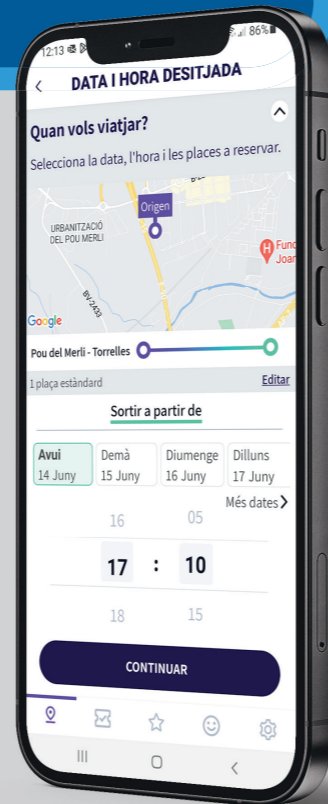 12:13
86%
DATA I HORA DESITJADA
Quan vols viatjar?
Selecciona la data, l'hora i les places a reservar.
Origen
URBANITZACIÓ
DEL POU MERLI
BV-2433
Google
Pou del Merli - Torrelles
1 plaça estàndard
Editar
Sortir a partir de
Avui
14 Juny
Demà
15 Juny
Diumenge
16 Juny
Dilluns
17 Juny
Més dates
16 05
17 : 10
18 15
CONTINUAR